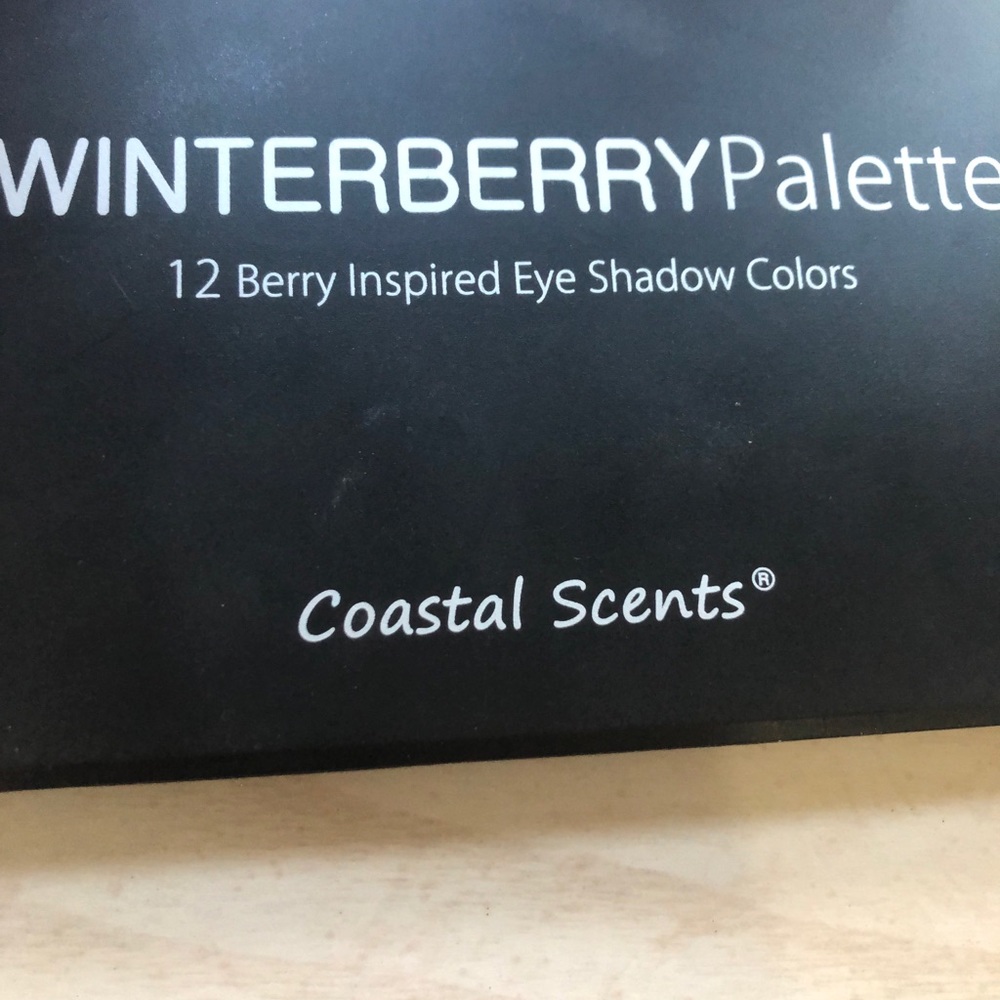 WINTERBERRYPalette
12 Berry Inspired Eye Shadow Colors
Coastal Scents®